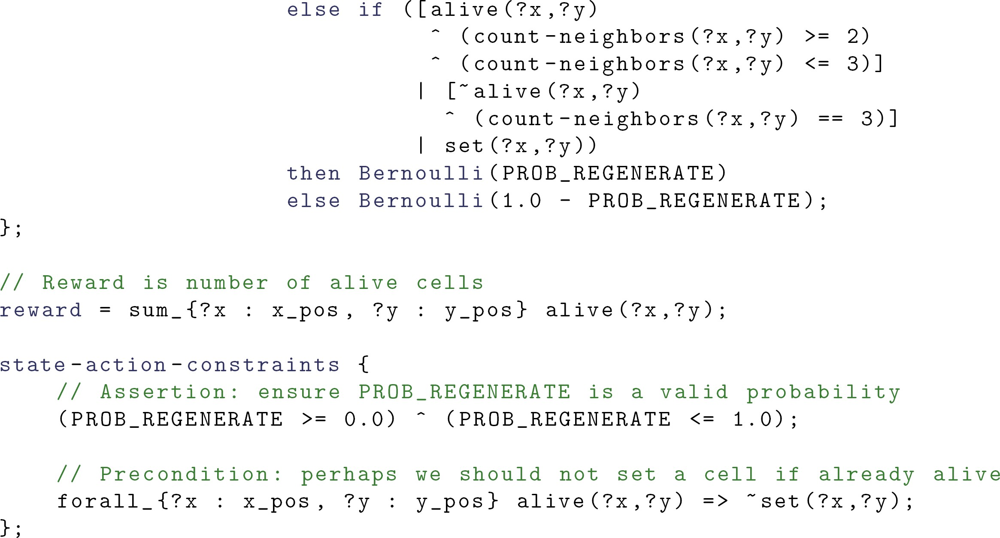 else if ([alive(?x,?y)
^ (count-neighbors(?x,?y) >= 2)
^ (count-neighbors(?x,?y) <= 3)]
| [~alive(?x,?y)
^ (count-neighbors(?x,?y) == 3)]
| set(?x,?y))
then Bernoulli(PROB_REGENERATE)
else Bernoulli(1.0 - PROB_REGENERATE);
};
// Reward is number of alive cells
reward = sum_{?x : x_pos, ?y : y_pos} alive(?x,?y);
state-action-constraints {
// Assertion: ensure PROB_REGENERATE is a valid probability
(PROB_REGENERATE >= 0.0) ^ (PROB_REGENERATE <= 1.0);
// Precondition: perhaps we should not set a cell if already alive
forall_{?x : x_pos, ?y : y_pos} alive(?x,?y) => ~set(?x,?y);
};